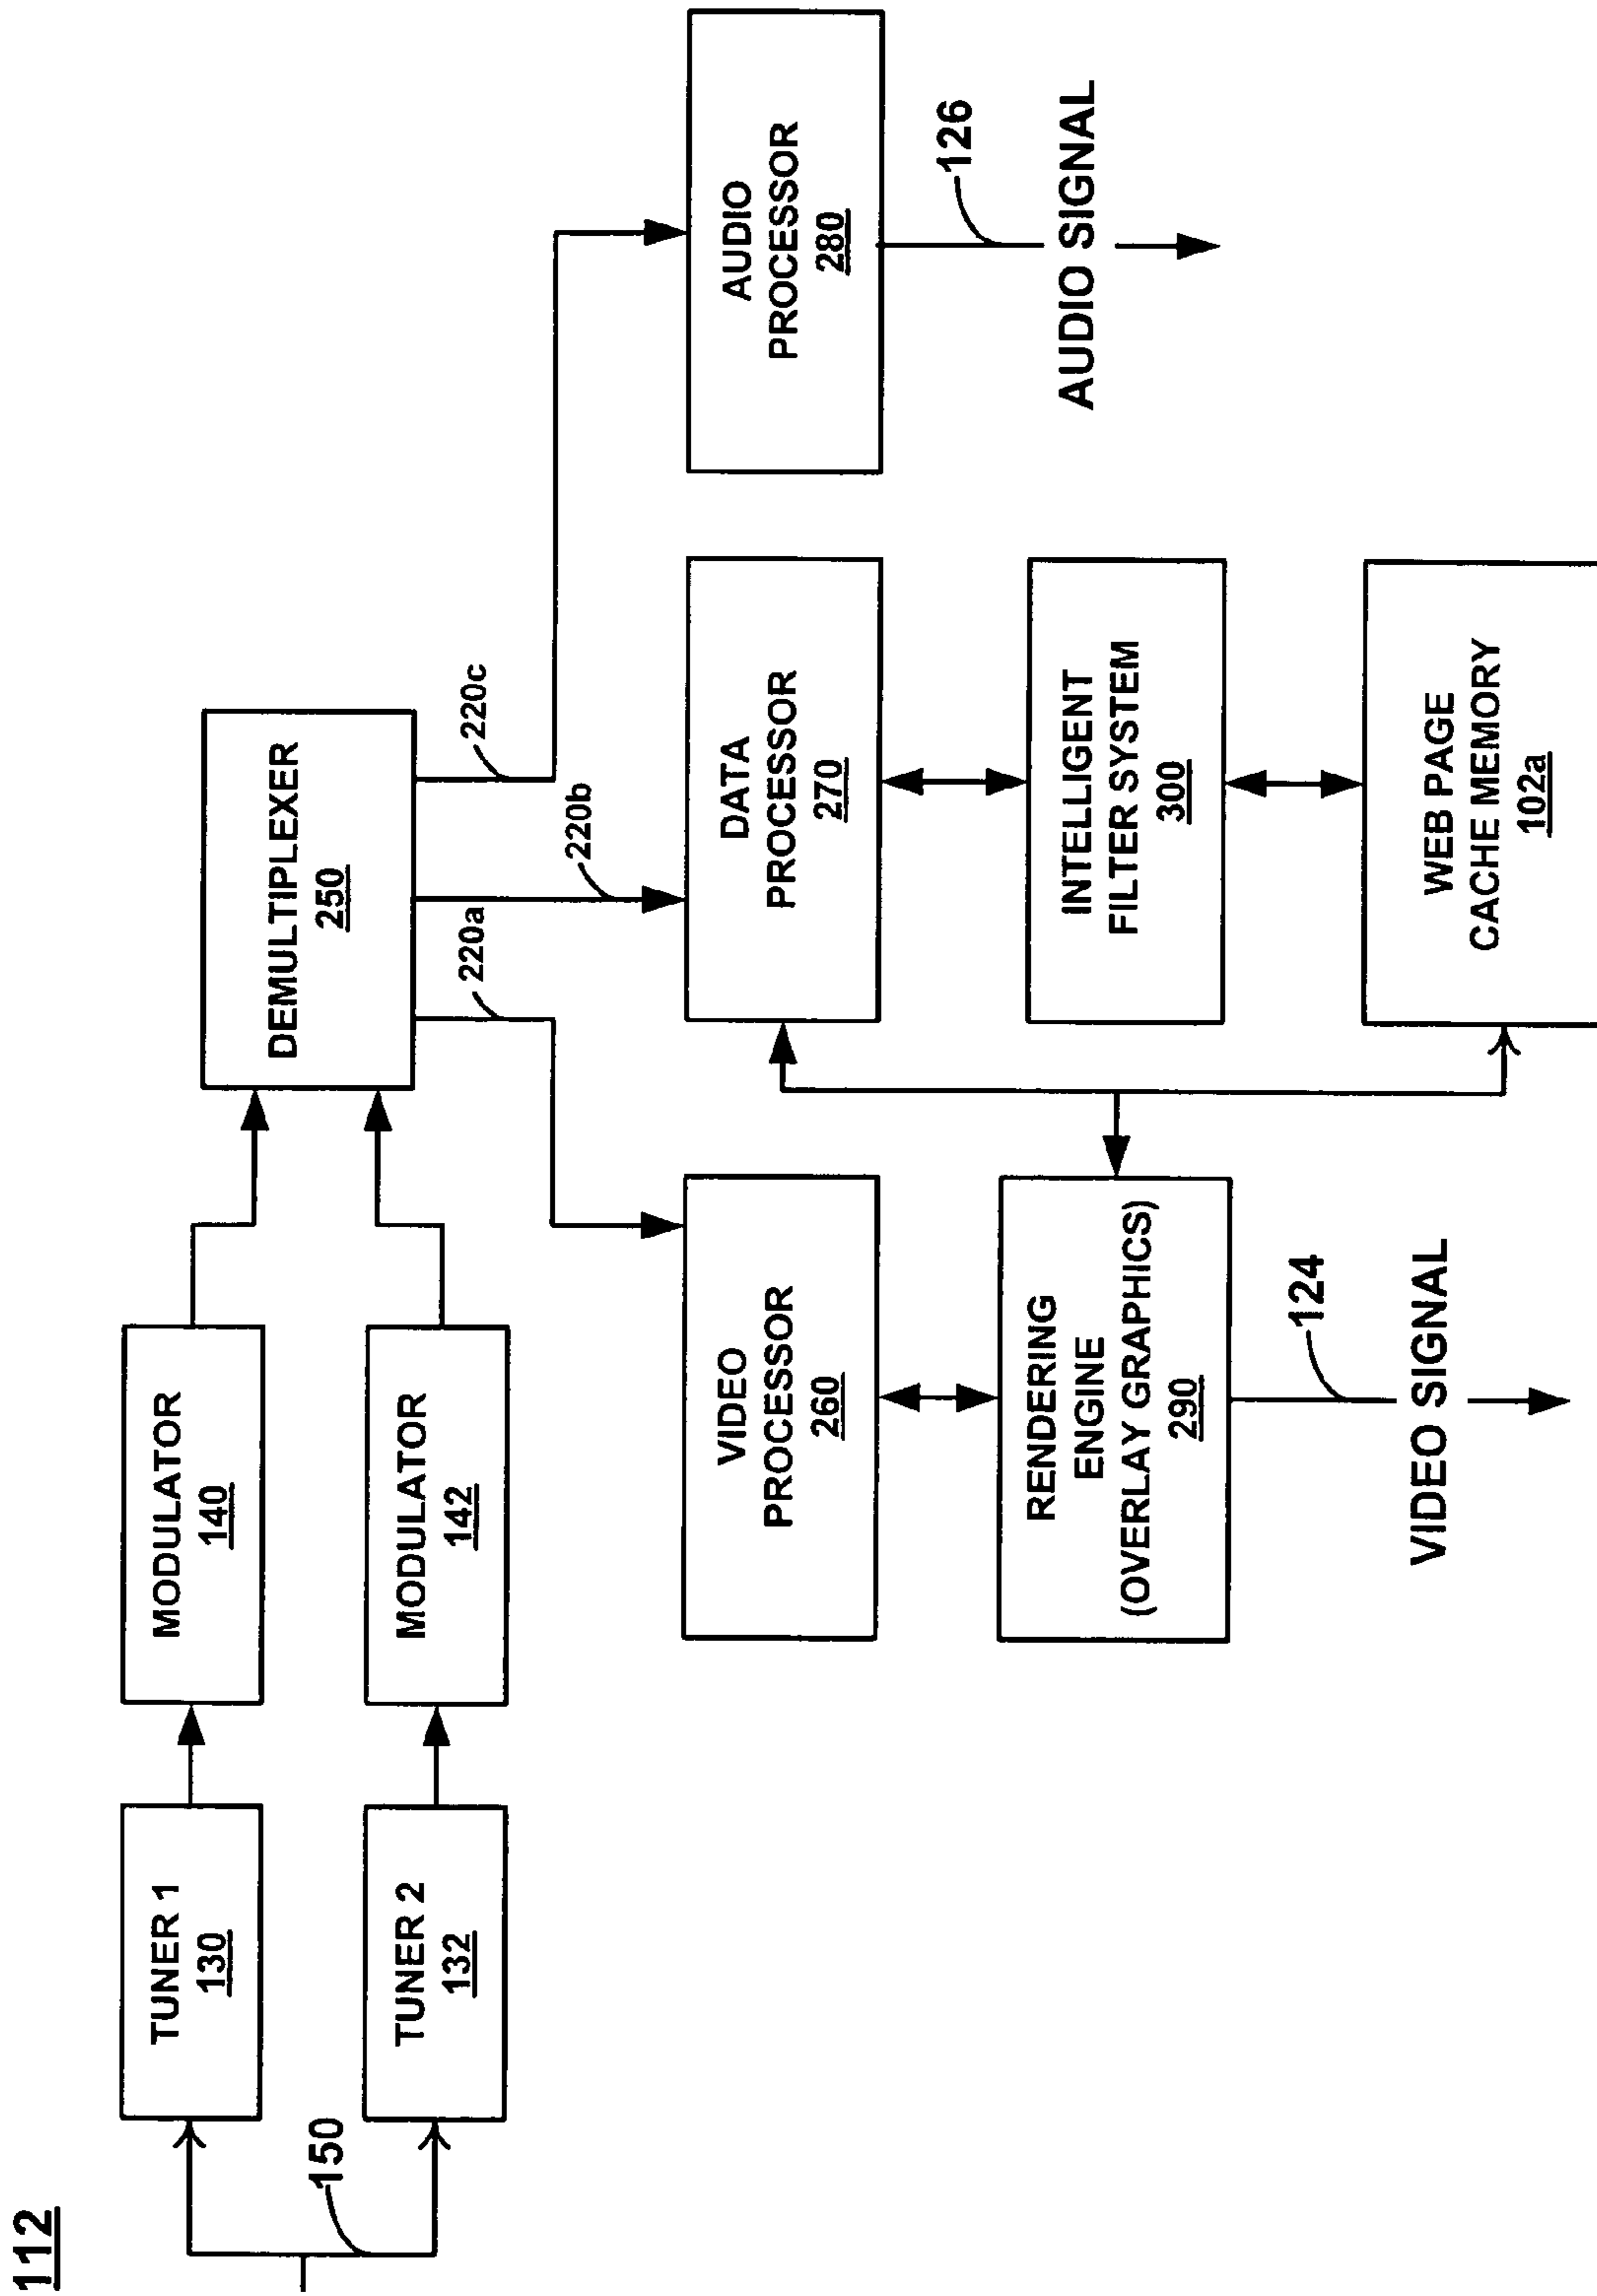 112
150
TUNER 1
130
TUNER 2
132
MODULATOR
140
MODULATOR
142
DEMULTIPLEXER
250
220a
220b
220c
VIDEO
PROCESSOR
260
DATA
PROCESSOR
270
AUDIO
PROCESSOR
280
RENDERING
ENGINE
(OVERLAY GRAPHICS)
290
INTELLIGENT
FILTER SYSTEM
300
126
AUDIO SIGNAL
124
VIDEO SIGNAL
WEB PAGE
CACHE MEMORY
102a